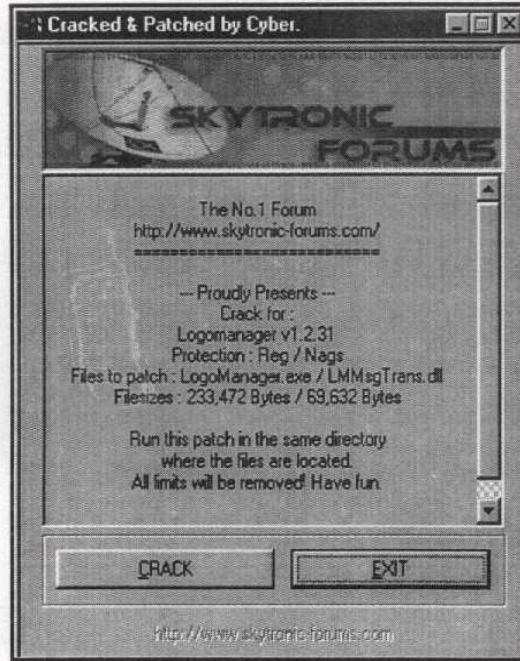 Cracked & Patched by Cyber.
SKYTRONIC
FORUMS
The No.1 Forum
http://www.skytronic-forums.com/
===========================
--- Proudly Presents ---
Crack for :
Logomanager v1.2.31
Protection : Reg / Nags
Files to patch : LogoManager.exe / LMMsgTrans.dll
Filesizes : 233,472 Bytes / 69,632 Bytes
Run this patch in the same directory
where the files are located.
All limits will be removed! Have fun.
CRACK
EXIT
http://www.skytronic-forums.com